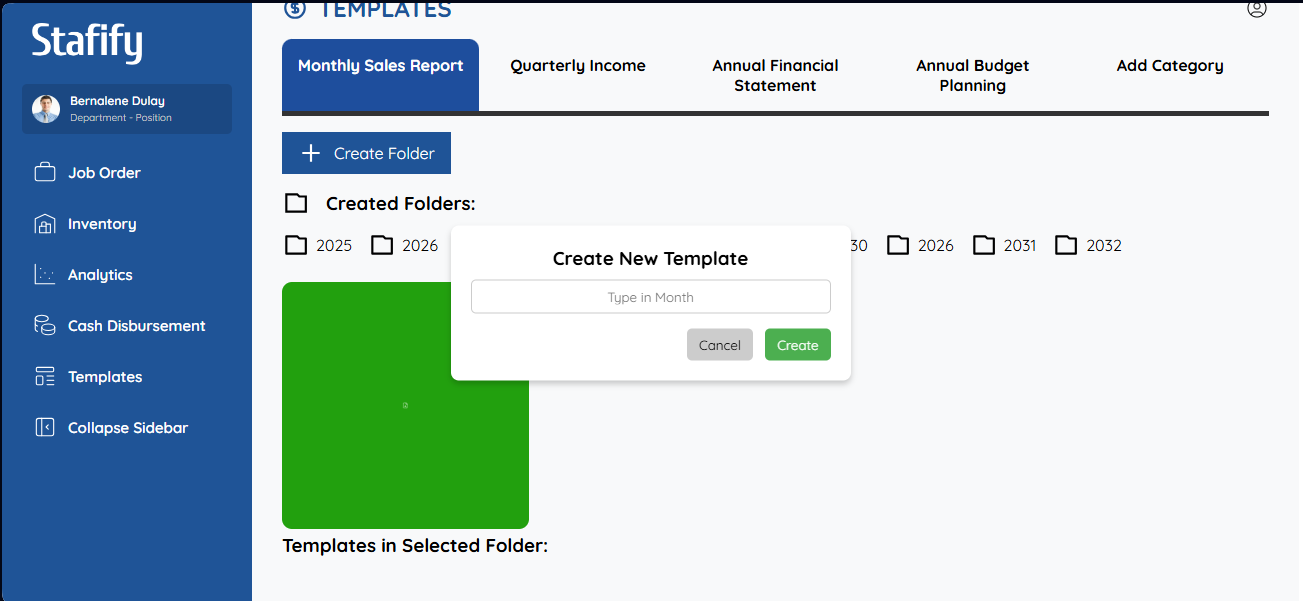 TEMPLATES
Stafify
Monthly Sales Report
Quarterly Income
Annual Financial
Statement
Annual Budget
Planning
Add Category
Bernalene Dulay
Department - Position
Create Folder
Job Order
Created Folders:
Inventory
2025 2026 30 2026 2031 2032
Create New Template
Analytics
Type in Month
Cash Disbursement
Cancel Create
Templates
Collapse Sidebar
Templates in Selected Folder: